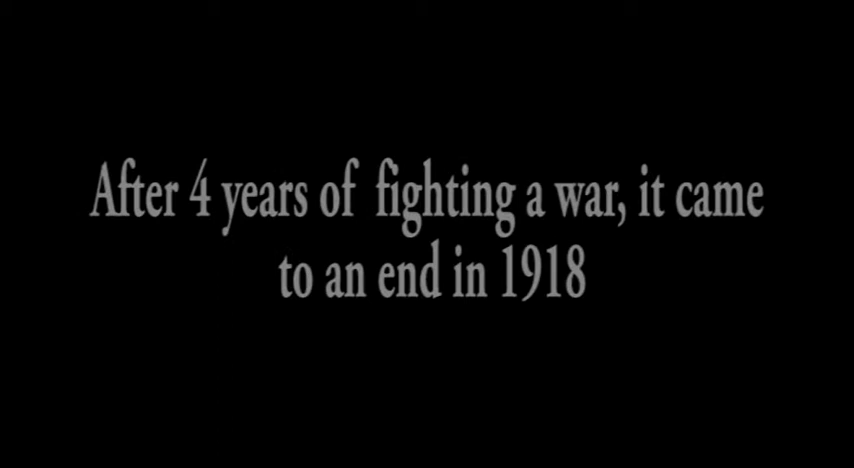 After 4 years of fighting a war, it came
to an end in 1918